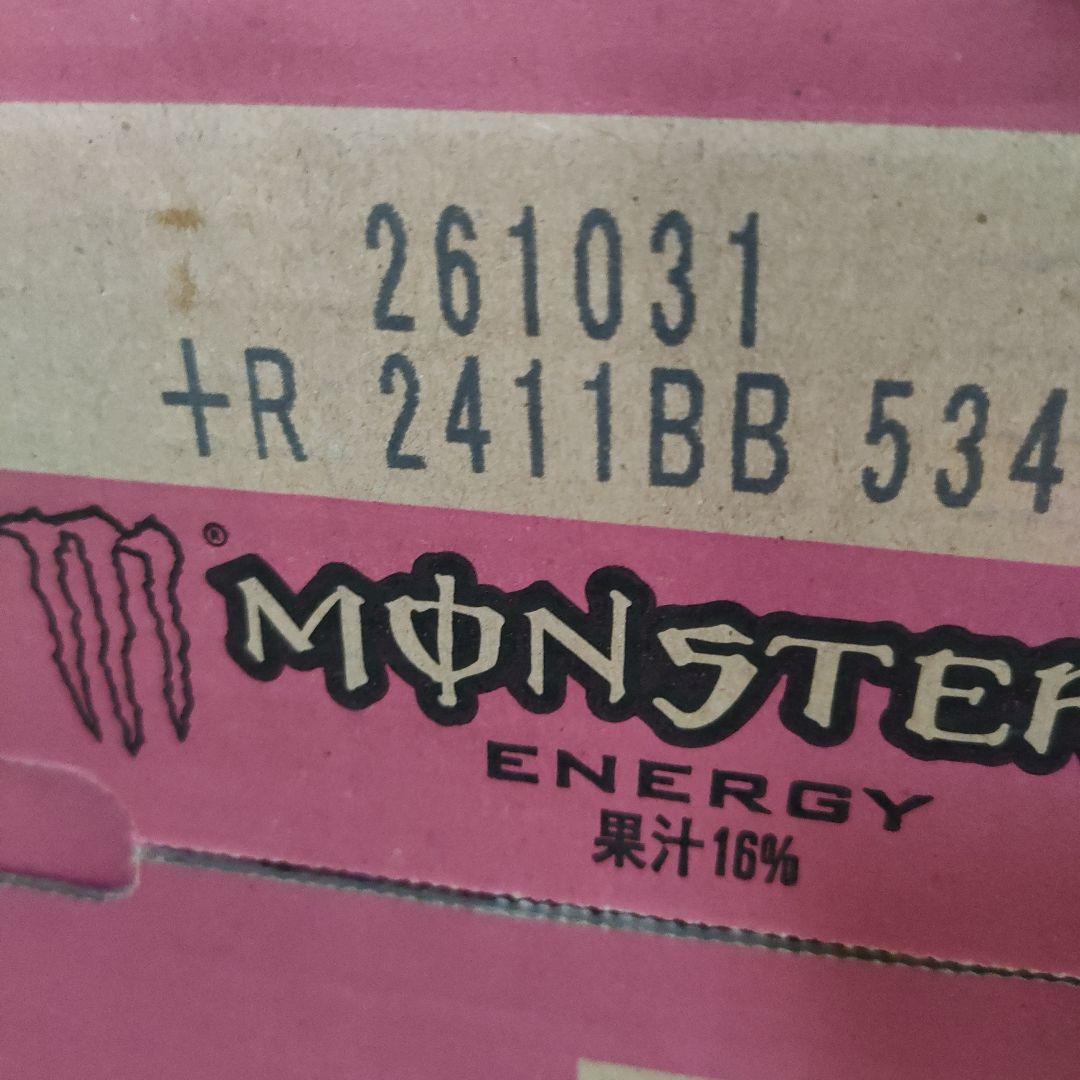 261031
+R 2411BB 534
®
MONSTER
ENERGY
果汁16%